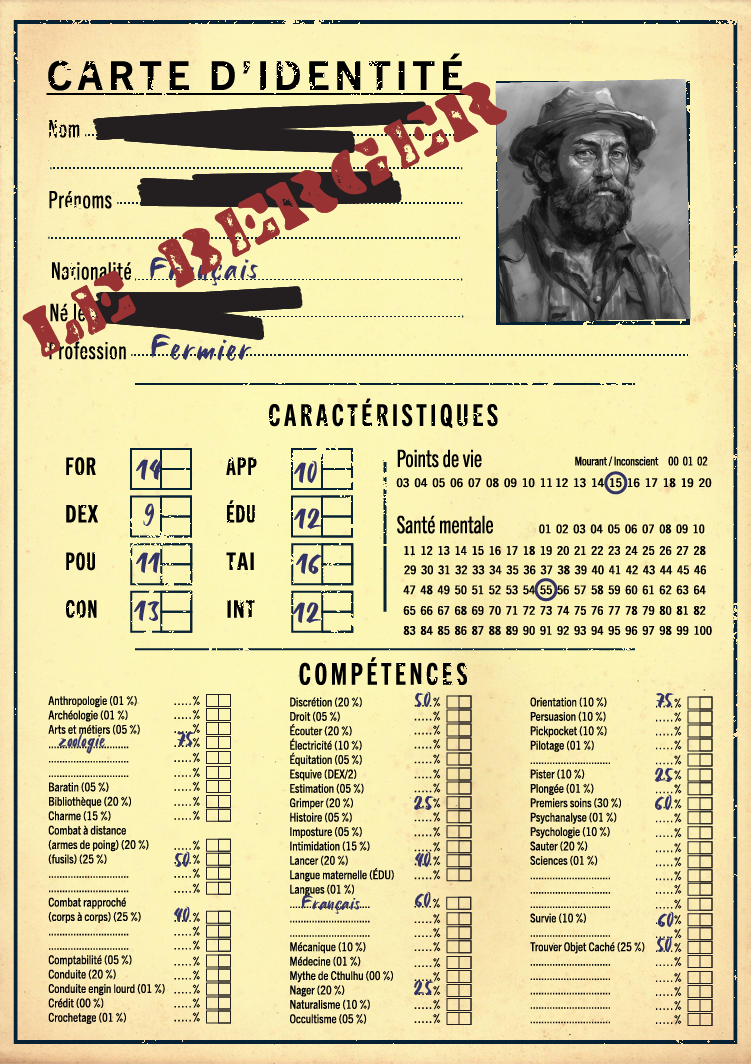 CARTE D'IDENTITÉ
Nom
Prénoms
LE BERGER
Nationalité Français
Né le
Profession Fermier
CARACTÉRISTIQUES
FOR 14 APP 10
DEX 9 ÉDU 12
POU 11 TAI 16
CON 13 INT 12
Points de vie Mourant / Inconscient 00 01 02
03 04 05 06 07 08 09 10 11 12 13 14 15 16 17 18 19 20
Santé mentale 01 02 03 04 05 06 07 08 09 10
11 12 13 14 15 16 17 18 19 20 21 22 23 24 25 26 27 28
29 30 31 32 33 34 35 36 37 38 39 40 41 42 43 44 45 46
47 48 49 50 51 52 53 54 55 56 57 58 59 60 61 62 63 64
65 66 67 68 69 70 71 72 73 74 75 76 77 78 79 80 81 82
83 84 85 86 87 88 89 90 91 92 93 94 95 96 97 98 99 100
COMPÉTENCES
Anthropologie (01 %) .....%
Archéologie (01 %) .....%
Arts et métiers (05 %) .....%
zoologie 75%
.....%
.....%
Baratin (05 %) .....%
Bibliothèque (20 %) .....%
Charme (15 %) .....%
Combat à distance
(armes de poing) (20 %) .....%
(fusils) (25 %) 50%
.....%
.....%
Combat rapproché
(corps à corps) (25 %) 40%
.....%
.....%
Comptabilité (05 %) .....%
Conduite (20 %) .....%
Conduite engin lourd (01 %) .....%
Crédit (00 %) .....%
Crochetage (01 %) .....%
Discrétion (20 %) 50%
Droit (05 %) .....%
Écouter (20 %) .....%
Électricité (10 %) .....%
Équitation (05 %) .....%
Esquive (DEX/2) .....%
Estimation (05 %) .....%
Grimper (20 %) 25%
Histoire (05 %) .....%
Imposture (05 %) .....%
Intimidation (15 %) .....%
Lancer (20 %) 40%
Langue maternelle (ÉDU) .....%
Langues (01 %)
Français 60%
.....%
.....%
Mécanique (10 %) .....%
Médecine (01 %) .....%
Mythe de Cthulhu (00 %) .....%
Nager (20 %) 25%
Naturalisme (10 %) .....%
Occultisme (05 %) .....%
Orientation (10 %) 75%
Persuasion (10 %) .....%
Pickpocket (10 %) .....%
Pilotage (01 %) .....%
.....%
Pister (10 %) 25%
Plongée (01 %) .....%
Premiers soins (30 %) 60%
Psychanalyse (01 %) .....%
Psychologie (10 %) .....%
Sauter (20 %) .....%
Sciences (01 %) .....%
.....%
.....%
.....%
Survie (10 %) 60%
.....%
Trouver Objet Caché (25 %) 50%
.....%
.....%
.....%
.....%
.....%